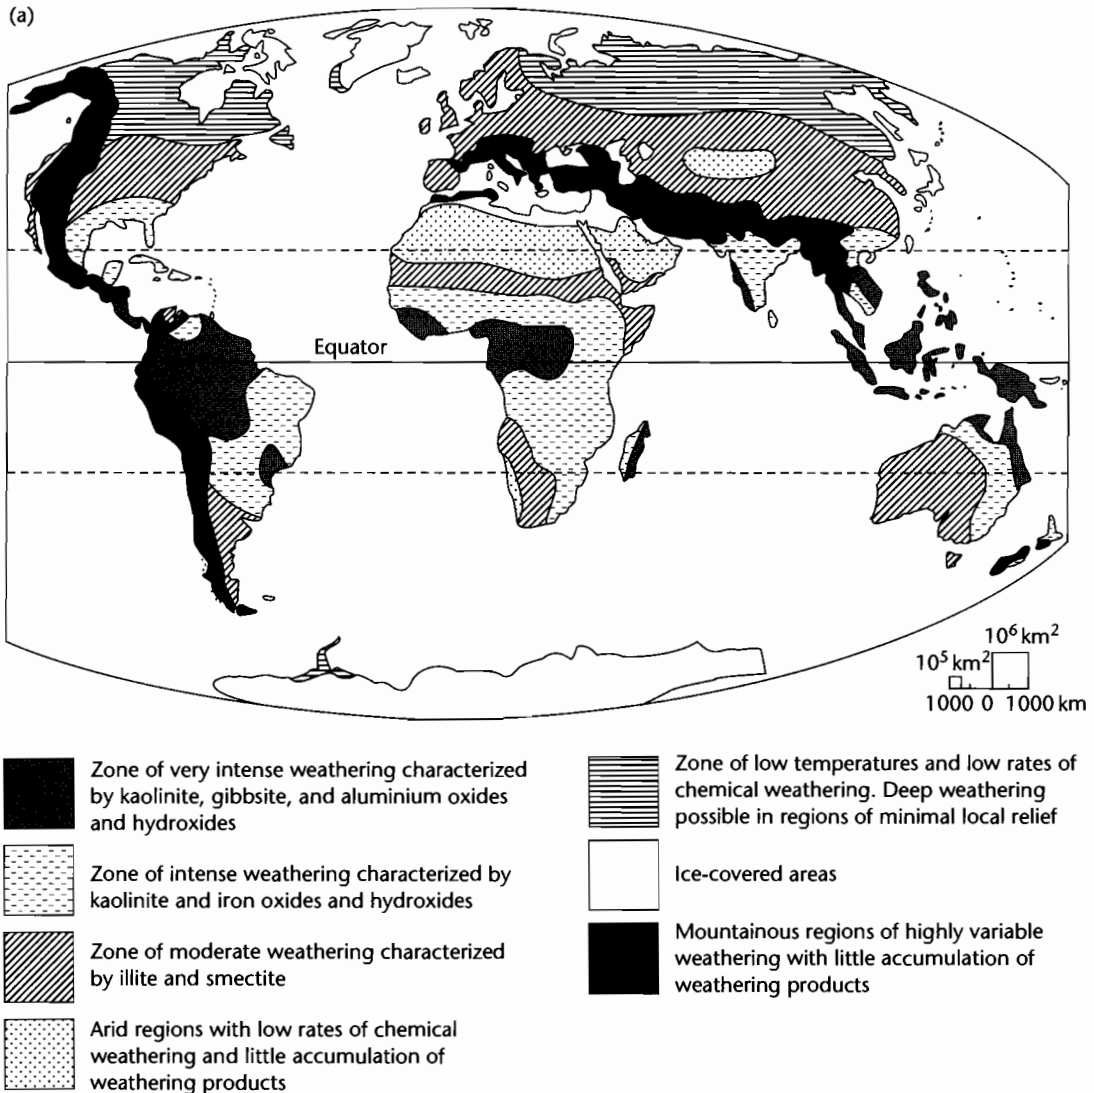 (a)
Equator
10⁶ km²
10⁵ km²
1000 0 1000 km
Zone of very intense weathering characterized
by kaolinite, gibbsite, and aluminium oxides
and hydroxides
Zone of intense weathering characterized by
kaolinite and iron oxides and hydroxides
Zone of moderate weathering characterized
by illite and smectite
Arid regions with low rates of chemical
weathering and little accumulation of
weathering products
Zone of low temperatures and low rates of
chemical weathering. Deep weathering
possible in regions of minimal local relief
Ice-covered areas
Mountainous regions of highly variable
weathering with little accumulation of
weathering products